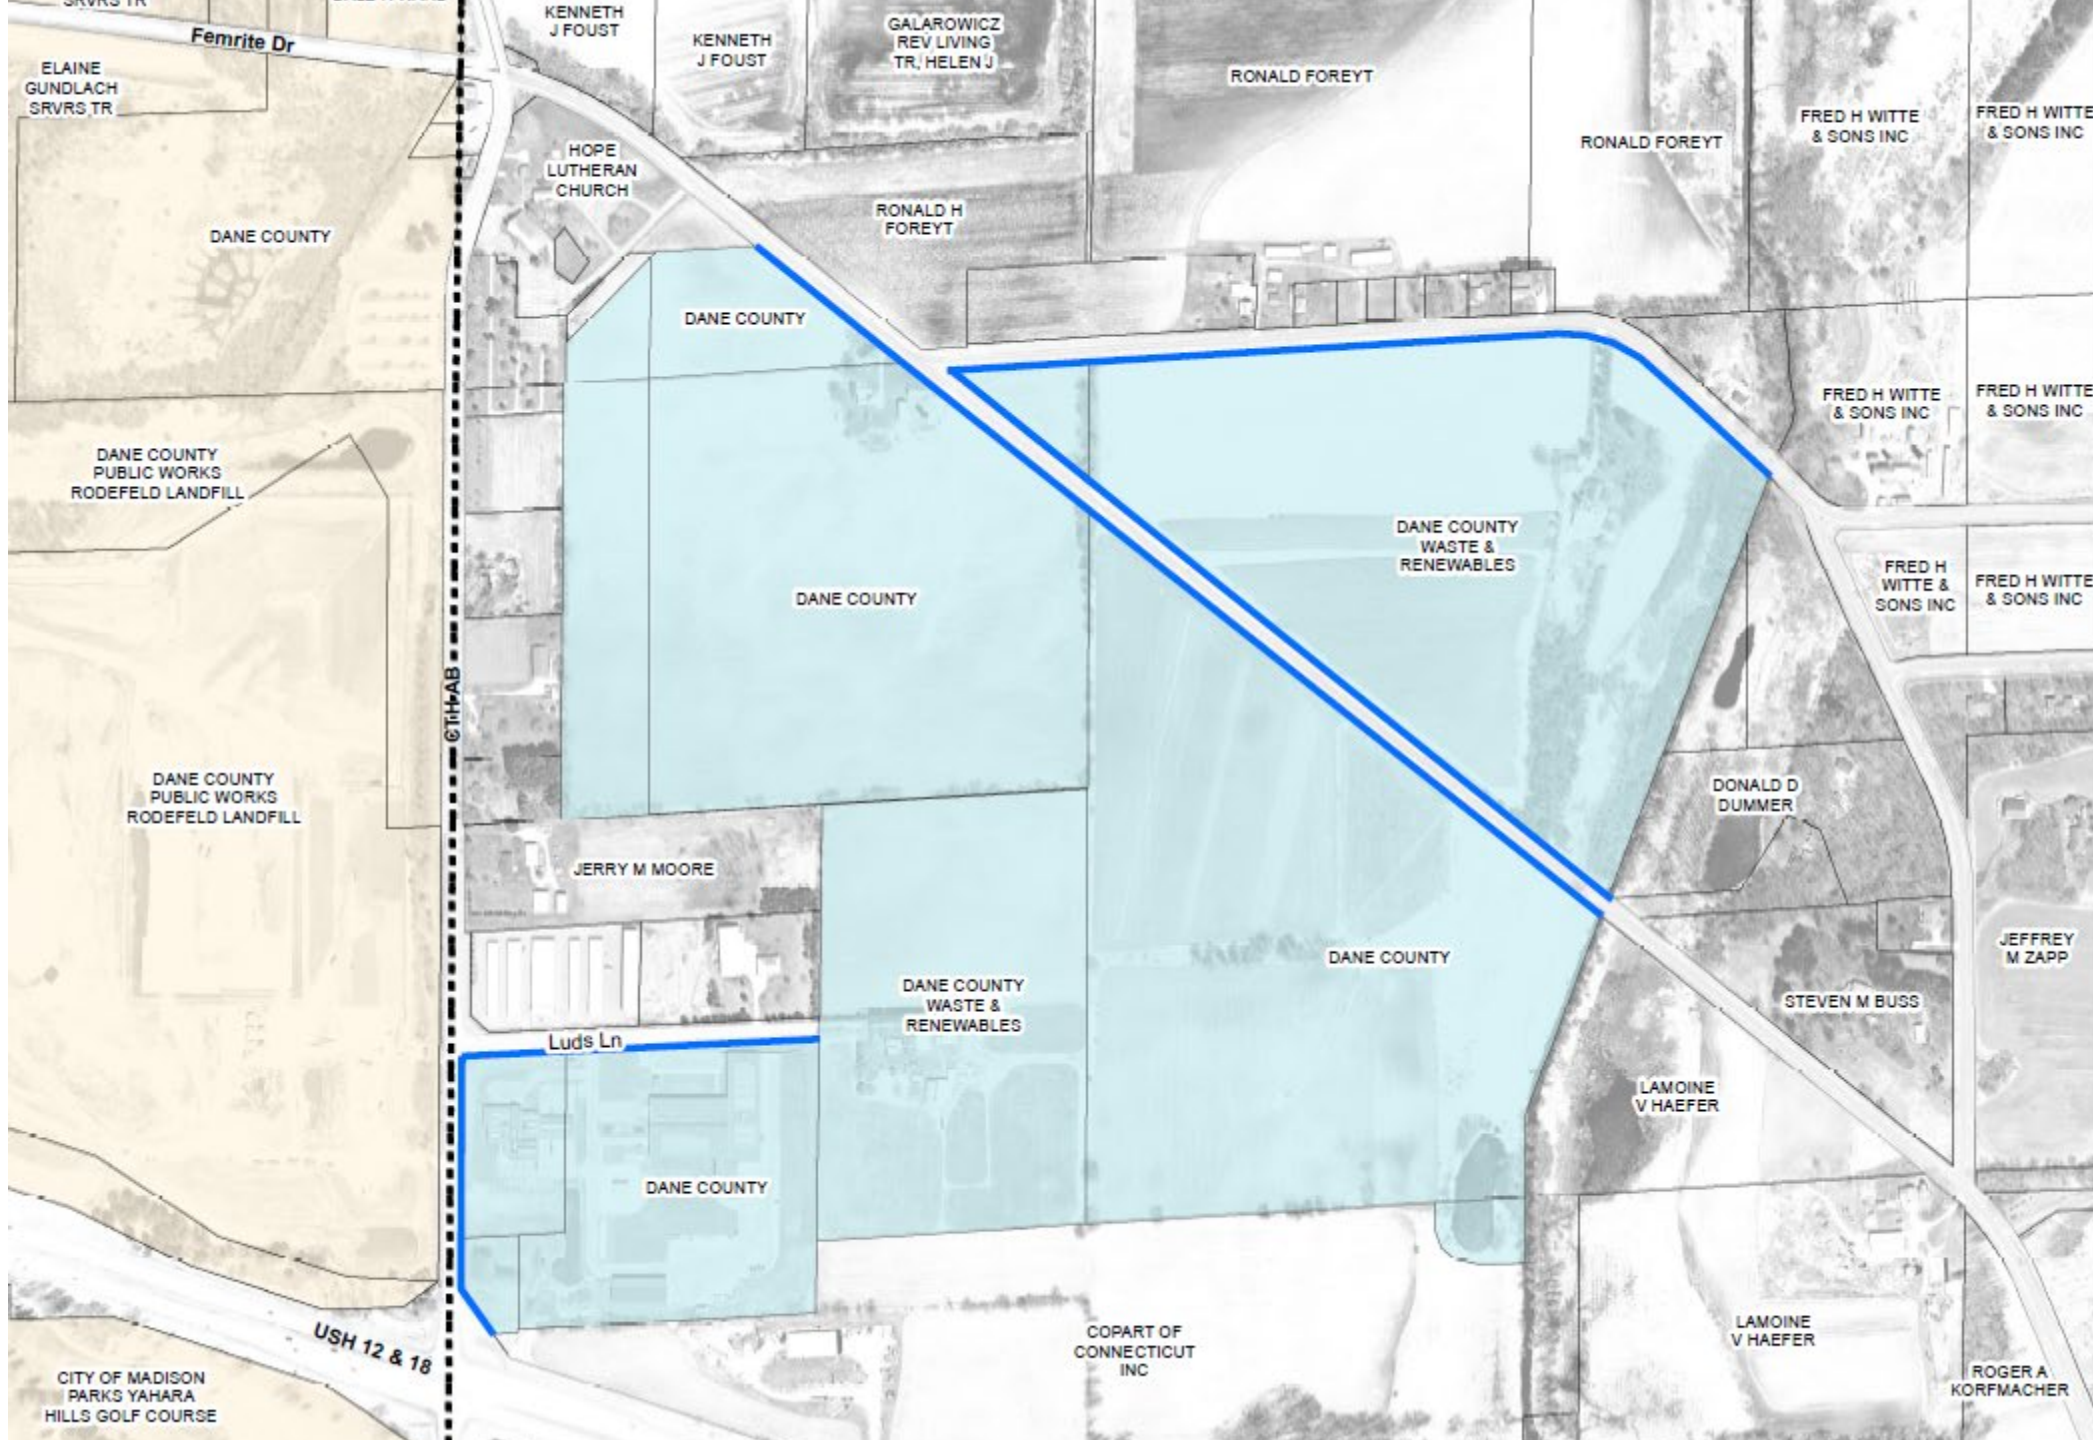 SRVRS TR
KENNETH
J FOUST
Femrite Dr
KENNETH
J FOUST
GALAROWICZ
REV LIVING
TR, HELEN J
RONALD FOREYT
ELAINE
GUNDLACH
SRVRS TR
FRED H WITTE
& SONS INC
FRED H WITTE
& SONS INC
RONALD FOREYT
HOPE
LUTHERAN
CHURCH
RONALD H
FOREYT
DANE COUNTY
DANE COUNTY
FRED H WITTE
& SONS INC
FRED H WITTE
& SONS INC
DANE COUNTY
PUBLIC WORKS
RODEFELD LANDFILL
DANE COUNTY
WASTE &
RENEWABLES
FRED H
WITTE &
SONS INC
FRED H WITTE
& SONS INC
DANE COUNTY
CTH AB
DANE COUNTY
PUBLIC WORKS
RODEFELD LANDFILL
DONALD D
DUMMER
JERRY M MOORE
DANE COUNTY
JEFFREY
M ZAPP
DANE COUNTY
WASTE &
RENEWABLES
STEVEN M BUSS
Luds Ln
LAMOINE
V HAEFER
DANE COUNTY
USH 12 & 18
COPART OF
CONNECTICUT
INC
LAMOINE
V HAEFER
CITY OF MADISON
PARKS YAHARA
HILLS GOLF COURSE
ROGER A
KORFMACHER